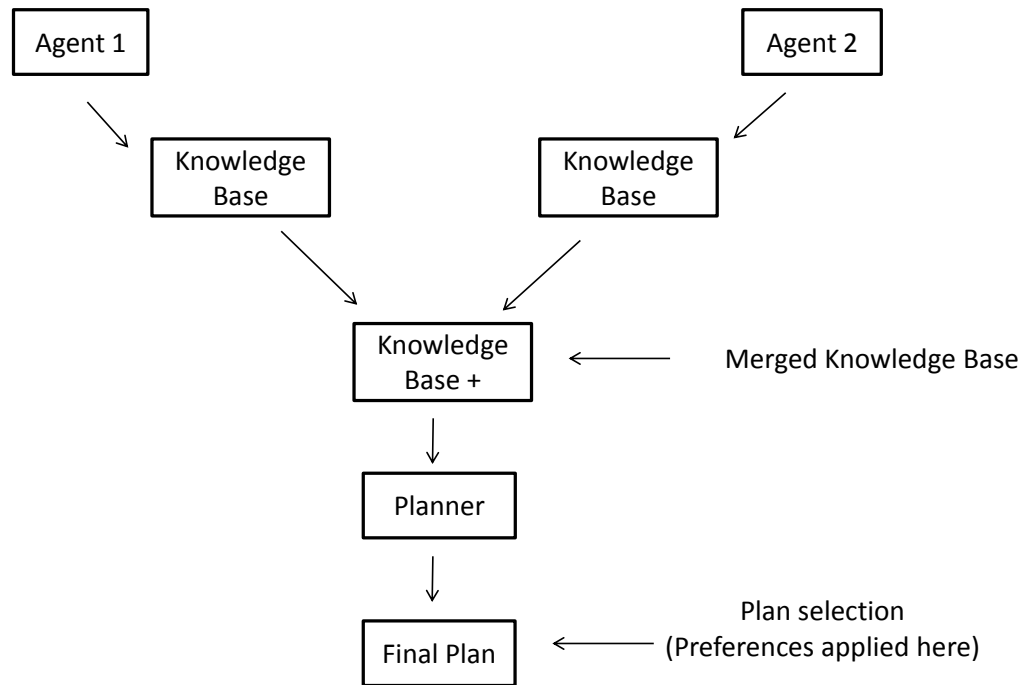 Agent 1
Agent 2
Knowledge
Base
Knowledge
Base
Knowledge
Base +
Merged Knowledge Base
Planner
Final Plan
Plan selection
(Preferences applied here)